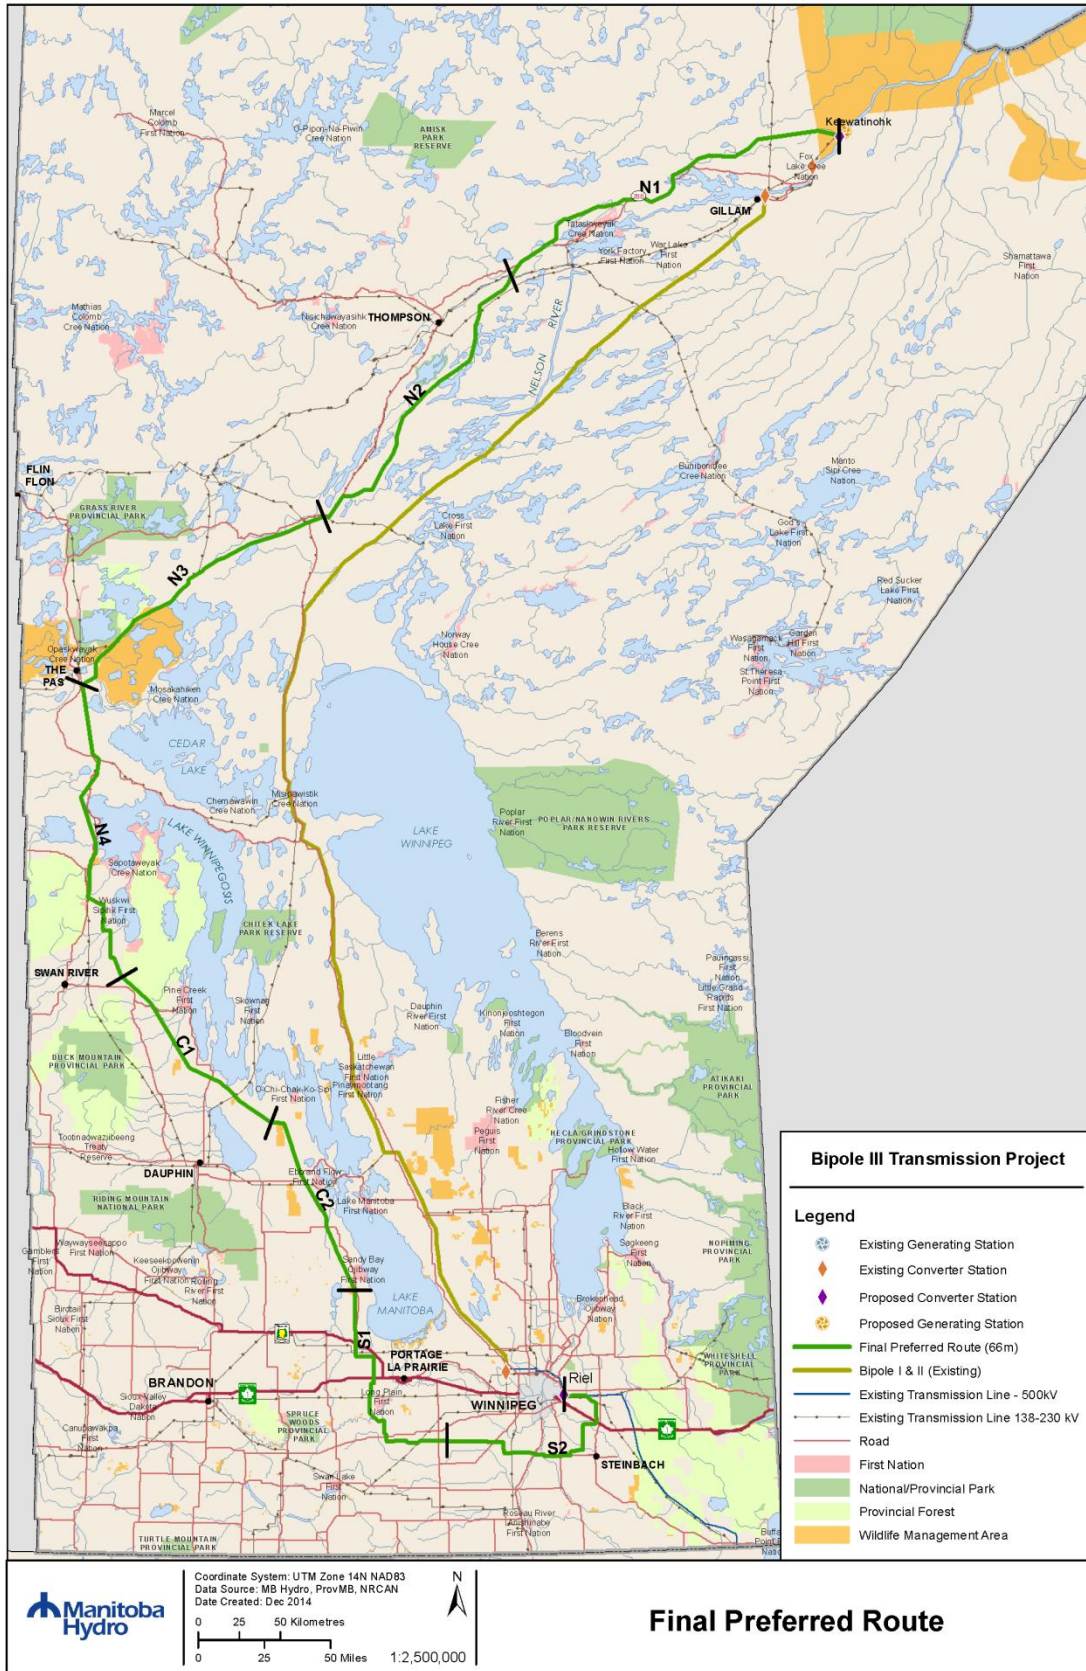 Marcel
Colomb
First Nation
O-Pipon-Na-Piwin
Cree Nation
AMISK
PARK
RESERVE
Keewatinohk
Fox
Lake Cree
Nation
N1
GILLAM
Tataskweyak
Cree Nation
York Factory
First Nation
War Lake
First
Nation
Shamattawa
First
Nation
Mathias
Colomb
Cree Nation
Nisichawayasihk
Cree Nation
THOMPSON
NELSON RIVER
N2
FLIN
FLON
GRASS RIVER
PROVINCIAL PARK
Bunibonibee
Cree Nation
Manto
Sipi Cree
Nation
Cross
Lake First
Nation
God's
Lake First
Nation
N3
Red Sucker
Lake First
Nation
Opaskwayak
Cree Nation
THE
PAS
Norway
House Cree
Nation
Wasagamack
First
Nation
Garden
Hill First
Nation
St Theresa
Point First
Nation
Mosakahiken
Cree Nation
CEDAR
LAKE
Chemawawin
Cree Nation
Misipawistik
Cree Nation
N4
LAKE WINNIPEGOSIS
LAKE
WINNIPEG
Poplar
River First
Nation
POPLAR/NANOWIN RIVERS
PARK RESERVE
Sapotaweyak
Cree Nation
Wuskwi
Sipihk First
Nation
CHITEK LAKE
PARK RESERVE
SWAN RIVER
Pine Creek
First
Nation
Skownan
First
Nation
Berens
River First
Nation
Pauingassi
First
Nation
Little Grand
Rapids
First Nation
Dauphin
River First
Nation
Kinonjeoshtegon
First
Nation
Bloodvein
First
Nation
C1
DUCK MOUNTAIN
PROVINCIAL PARK
Little
Saskatchewan
First Nation
Pinaymootang
First Nation
O-Chi-Chak-Ko-Sipi
First Nation
ATIKAKI
PROVINCIAL
PARK
Fisher
River Cree
Nation
Peguis
First
Nation
HECLA/GRINDSTONE
PROVINCIAL PARK
Hollow Water
First Nation
Tootinaowaziibeeng
Treaty
Reserve
DAUPHIN
Ebb and Flow
First Nation
C2
Lake Manitoba
First Nation
RIDING MOUNTAIN
NATIONAL PARK
Black
River First
Nation
Sagkeeng
First
Nation
NOPIMING
PROVINCIAL
PARK
Gamblers
First
Nation
Waywayseecappo
First Nation
Keeseekoowenin
Ojibway
First Nation
Rolling
River First
Nation
Sandy Bay
Ojibway
First Nation
LAKE
MANITOBA
Brokenhead
Ojibway
Nation
Birdtail
Sioux First
Nation
S1
PORTAGE
LA PRAIRIE
WHITESHELL
PROVINCIAL
PARK
BRANDON
Sioux Valley
Dakota
Nation
Long Plain
First
Nation
WINNIPEG
Riel
Canupawakpa
First
Nation
SPRUCE
WOODS
PROVINCIAL
PARK
S2
STEINBACH
Swan Lake
First
Nation
Roseau River
Anishinabe
First Nation
TURTLE MOUNTAIN
PROVINCIAL PARK
Bipole III Transmission Project
Legend
Existing Generating Station
Existing Converter Station
Proposed Converter Station
Proposed Generating Station
Final Preferred Route (66m)
Bipole I & II (Existing)
Existing Transmission Line - 500kV
Existing Transmission Line 138-230 kV
Road
First Nation
National/Provincial Park
Provincial Forest
Wildlife Management Area
Manitoba
Hydro
Coordinate System: UTM Zone 14N NAD83
Data Source: MB Hydro, ProvMB, NRCAN
Date Created: Dec 2014
N
0 25 50 Kilometres
0 25 50 Miles
1:2,500,000
Final Preferred Route